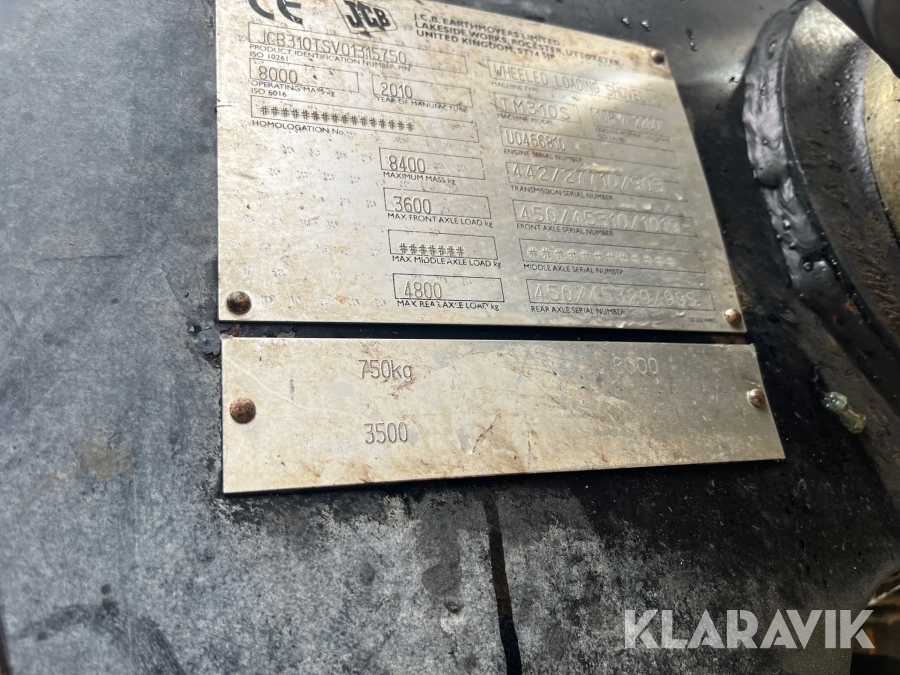 CE JCB J.C.B. EARTHMOVERS LIMITED
LAKESIDE WORKS, ROCESTER, UTTOXETER,
UNITED KINGDOM, ST14 5JP
JCB310TSV01315750
PRODUCT IDENTIFICATION NUMBER, PIN
ISO 10261
WHEELED LOADING SHOVEL
MACHINE TYPE
8000
OPERATING MASS kg
ISO 6016
2010
YEAR OF MANUFACTURE
TM310S
MACHINE MODEL
##############
HOMOLOGATION No.
U0466810
ENGINE SERIAL NUMBER
8400
MAXIMUM MASS kg
TRANSMISSION SERIAL NUMBER
3600
MAX FRONT AXLE LOAD kg
FRONT AXLE SERIAL NUMBER
#######
MAX MIDDLE AXLE LOAD kg
MIDDLE AXLE SERIAL NUMBER
4800
MAX REAR AXLE LOAD kg
REAR AXLE SERIAL NUMBER
750kg
3500
KLARAVIK